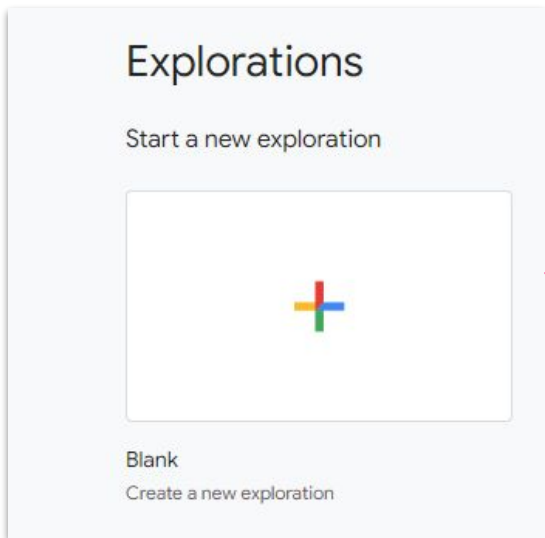 Explorations
Start a new exploration
Blank
Create a new exploration